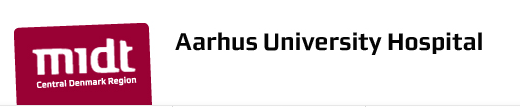 midt
Central Denmark Region
Aarhus University Hospital